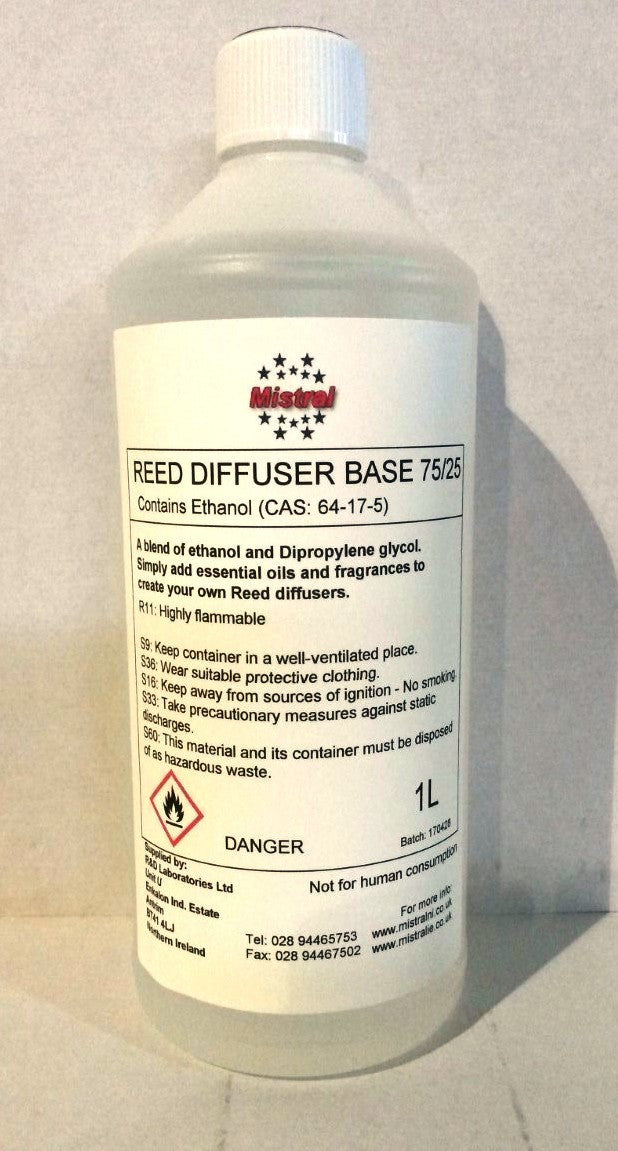 Mistral
REED DIFFUSER BASE 75/25
Contains Ethanol (CAS: 64-17-5)
A blend of ethanol and Dipropylene glycol.
Simply add essential oils and fragrances to
create your own Reed diffusers.
R11: Highly flammable
S9: Keep container in a well-ventilated place.
S36: Wear suitable protective clothing.
S16: Keep away from sources of ignition - No smoking.
S33: Take precautionary measures against static
discharges.
S60: This material and its container must be disposed
of as hazardous waste.
1L
DANGER
Batch: 170428
Supplied by:
R&D Laboratories Ltd
Unit U
Enkalon Ind. Estate
Antrim
BT41 4LJ
Northern Ireland
Not for human consumption
Tel: 028 94465753
Fax: 028 94467502
For more info:
www.mistralni.co.uk
www.mistralie.co.uk